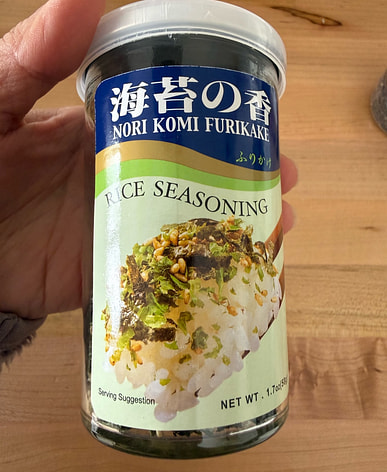 海苔の香
NORI KOMI FURIKAKE
ふりかけ
RICE SEASONING
Serving Suggestion
NET WT. 1.7oz(50